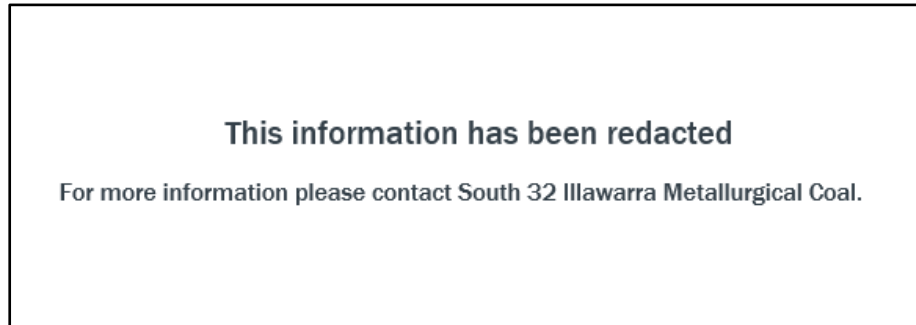 This information has been redacted
For more information please contact South 32 Illawarra Metallurgical Coal.